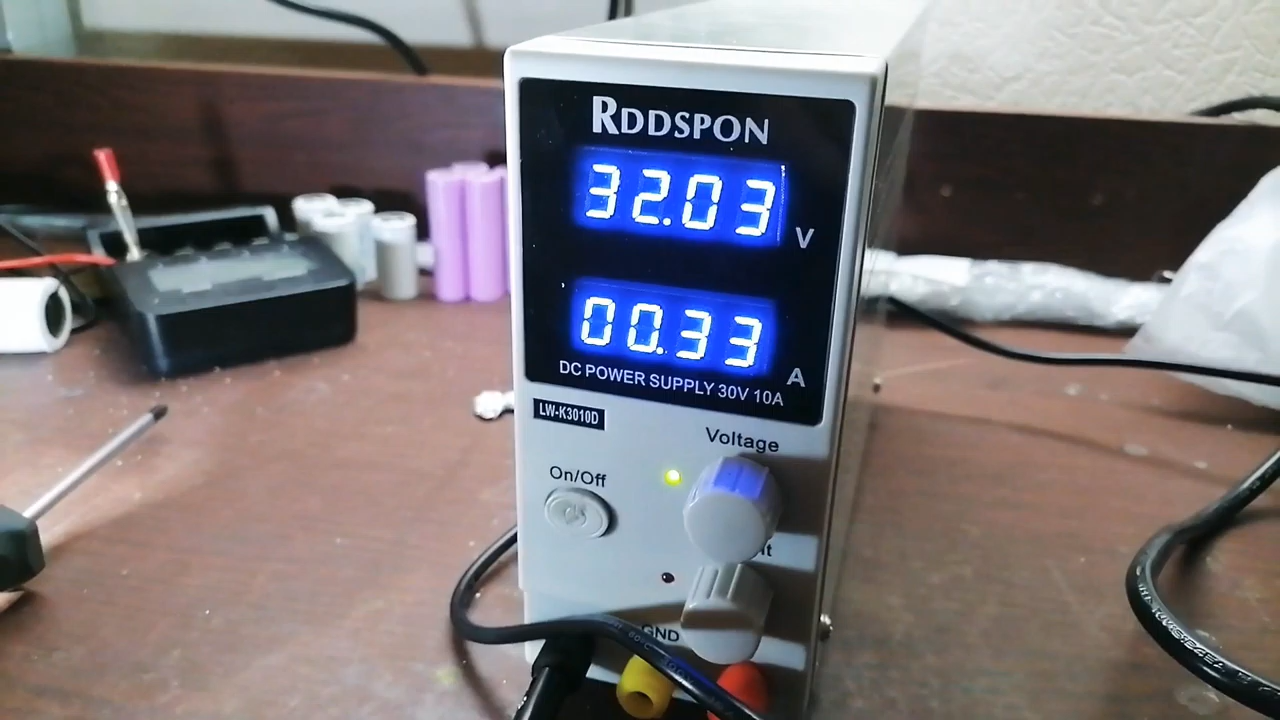 RDDSPON
32.03 V
00.33 A
DC POWER SUPPLY 30V 10A
LW-K3010D
Voltage
On/Off
GND